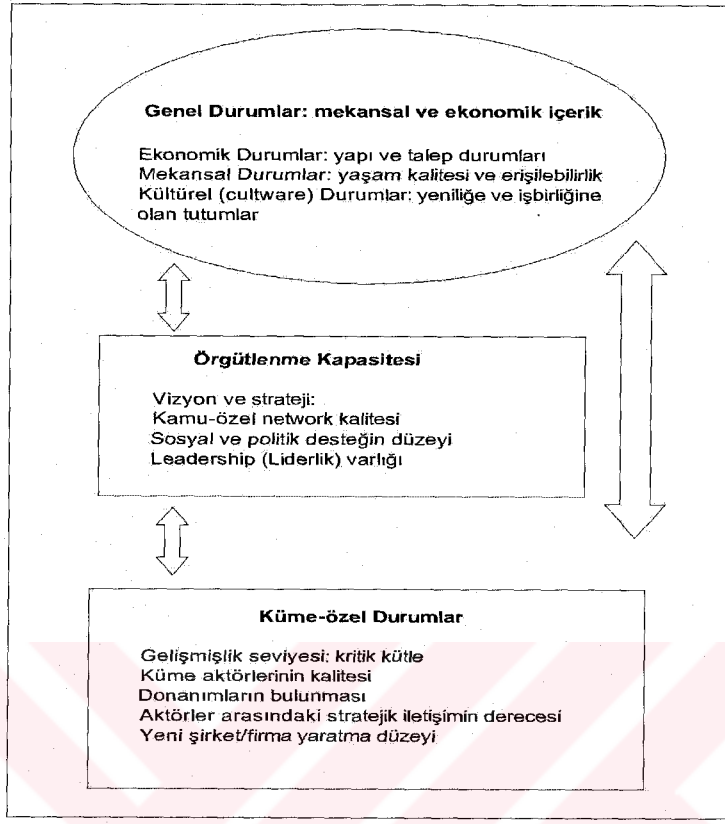 Genel Durumlar: mekansal ve ekonomik içerik
Ekonomik Durumlar: yapı ve talep durumları
Mekansal Durumlar: yaşam kalitesi ve erişilebilirlik
Kültürel (cultware) Durumlar: yeniliğe ve işbirliğine
olan tutumlar
Örgütlenme Kapasitesi
Vizyon ve strateji:
Kamu-özel network kalitesi
Sosyal ve politik desteğin düzeyi
Leadership (Liderlik) varlığı
Küme-özel Durumlar
Gelişmişlik seviyesi: kritik kütle
Küme aktörlerinin kalitesi
Donanımların bulunması
Aktörler arasındaki stratejik iletişimin derecesi
Yeni şirket/firma yaratma düzeyi